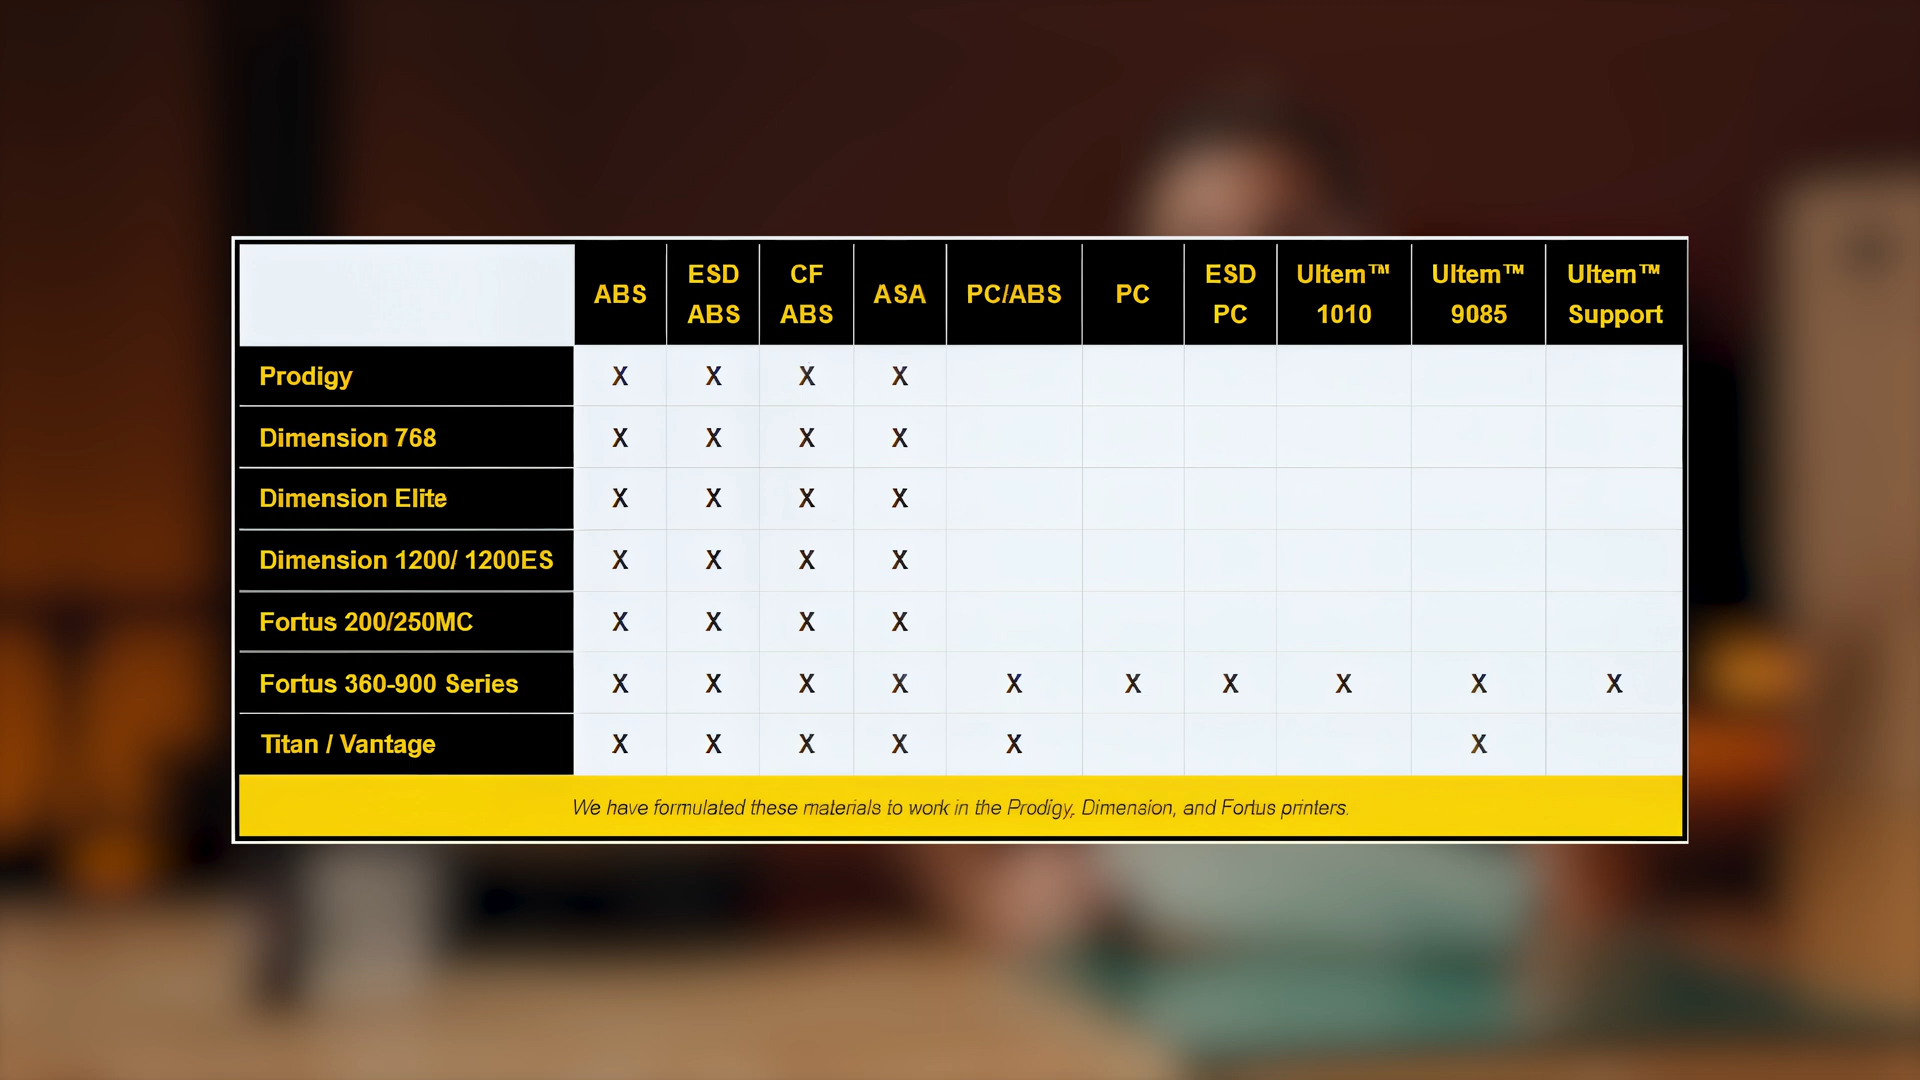 ABS ESD ABS CF ABS ASA PC/ABS PC ESD PC Ultem™ 1010 Ultem™ 9085 Ultem™ Support
Prodigy X X X X
Dimension 768 X X X X
Dimension Elite X X X X
Dimension 1200/ 1200ES X X X X
Fortus 200/250MC X X X X
Fortus 360-900 Series X X X X X X X X X X
Titan / Vantage X X X X X X
We have formulated these materials to work in the Prodigy, Dimension, and Fortus printers.